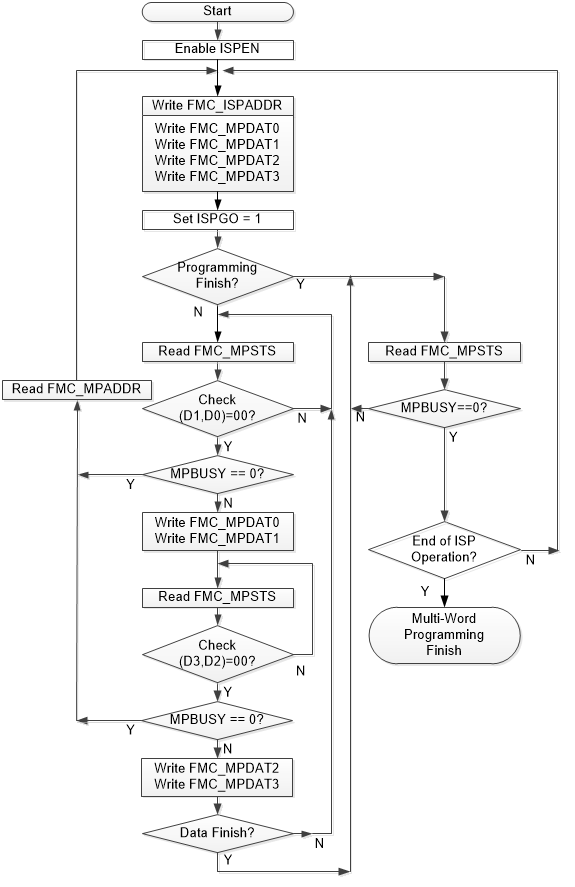 Start
Enable ISPEN
Write FMC_ISPADDR
Write FMC_MPDAT0
Write FMC_MPDAT1
Write FMC_MPDAT2
Write FMC_MPDAT3
Set ISPGO = 1
Programming
Finish?
Y
N
Read FMC_MPSTS
Read FMC_MPSTS
Read FMC_MPADDR
Check
(D1,D0)=00?
N
Y
MPBUSY==0?
N
Y
MPBUSY == 0?
Y
N
Write FMC_MPDAT0
Write FMC_MPDAT1
End of ISP
Operation?
N
Y
Read FMC_MPSTS
Multi-Word
Programming
Finish
Check
(D3,D2)=00?
N
Y
MPBUSY == 0?
Y
N
Write FMC_MPDAT2
Write FMC_MPDAT3
Data Finish?
N
Y